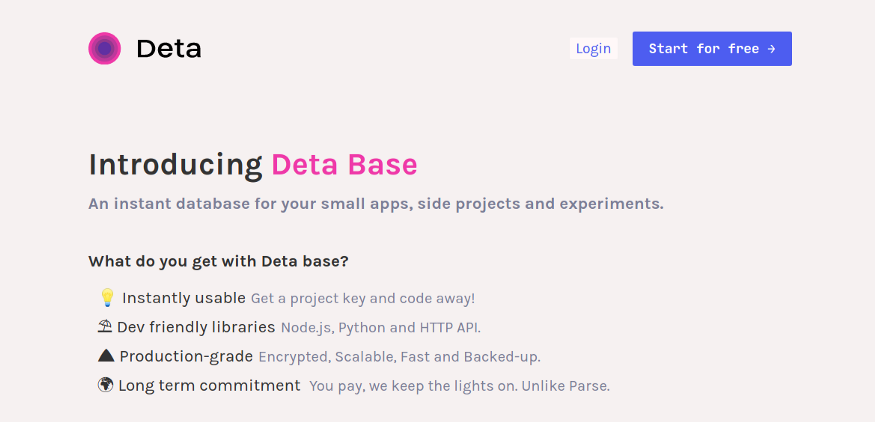 Deta
Login
Start for free →
Introducing Deta Base
An instant database for your small apps, side projects and experiments.
What do you get with Deta base?
💡 Instantly usable Get a project key and code away!
⛱ Dev friendly libraries Node.js, Python and HTTP API.
▲ Production-grade Encrypted, Scalable, Fast and Backed-up.
🌍 Long term commitment You pay, we keep the lights on. Unlike Parse.